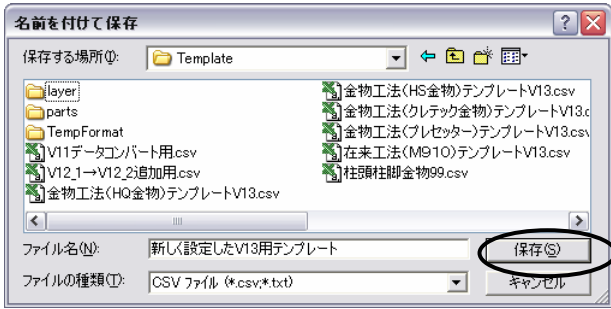 名前を付けて保存
保存する場所(I):
Template
layer
parts
TempFormat
V11データコンバート用.csv
V12_1→V12_2追加用.csv
金物工法(HQ金物)テンプレートV13.csv
金物工法(HS金物)テンプレートV13.csv
金物工法(クレテック金物)テンプレートV13.c
金物工法(プレセッター)テンプレートV13.csv
在来工法(M910)テンプレートV13.csv
柱頭柱脚金物99.csv
ファイル名(N):
新しく設定したV13用テンプレート
保存(S)
ファイルの種類(T):
CSV ファイル (*.csv;*.txt)
キャンセル